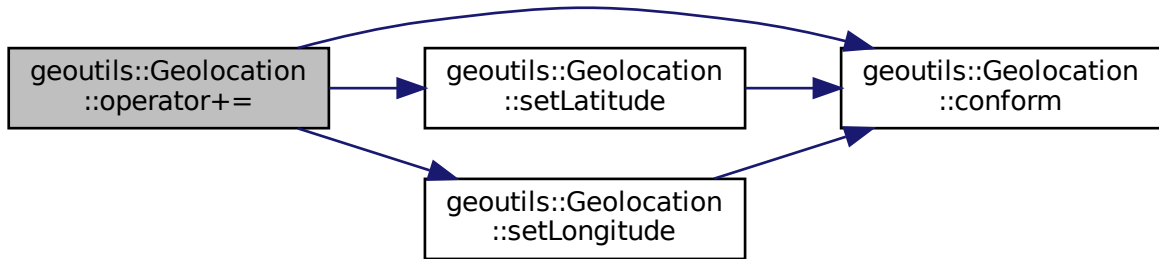 geoutils::Geolocation
::operator+=
geoutils::Geolocation
::setLatitude
geoutils::Geolocation
::conform
geoutils::Geolocation
::setLongitude